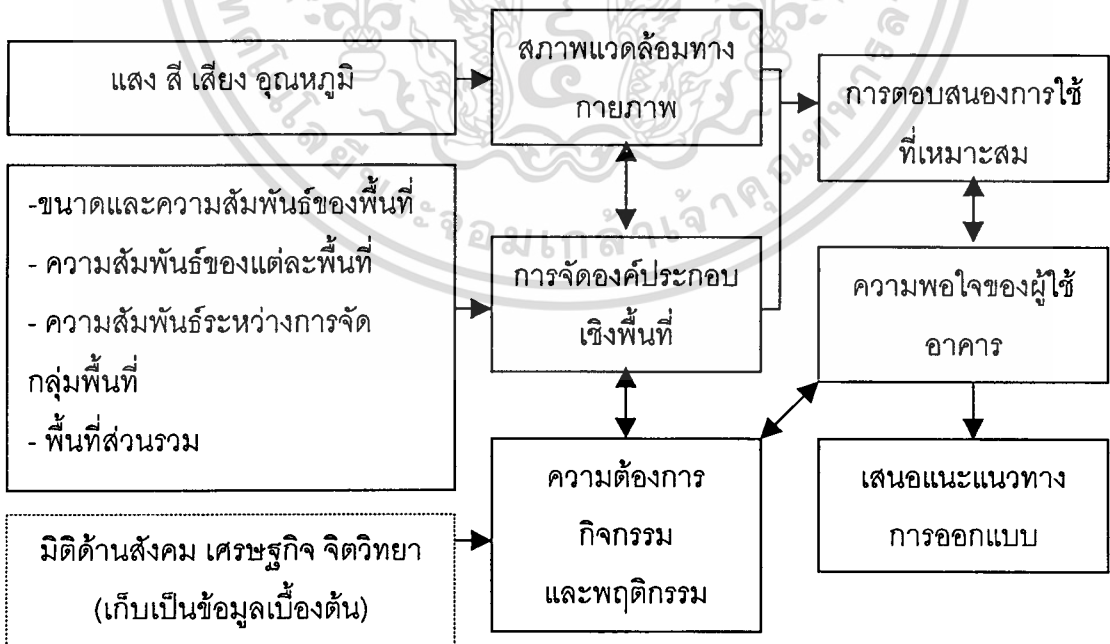 แสง สี เสียง อุณหภูมิ
สภาพแวดล้อมทาง
กายภาพ
การตอบสนองการใช้
ที่เหมาะสม
-ขนาดและความสัมพันธ์ของพื้นที่
- ความสัมพันธ์ของแต่ละพื้นที่
- ความสัมพันธ์ระหว่างการจัด
กลุ่มพื้นที่
- พื้นที่ส่วนรวม
การจัดองค์ประกอบ
เชิงพื้นที่
ความพอใจของผู้ใช้
อาคาร
มิติด้านสังคม เศรษฐกิจ จิตวิทยา
(เก็บเป็นข้อมูลเบื้องต้น)
ความต้องการ
กิจกรรม
และพฤติกรรม
เสนอแนะแนวทาง
การออกแบบ